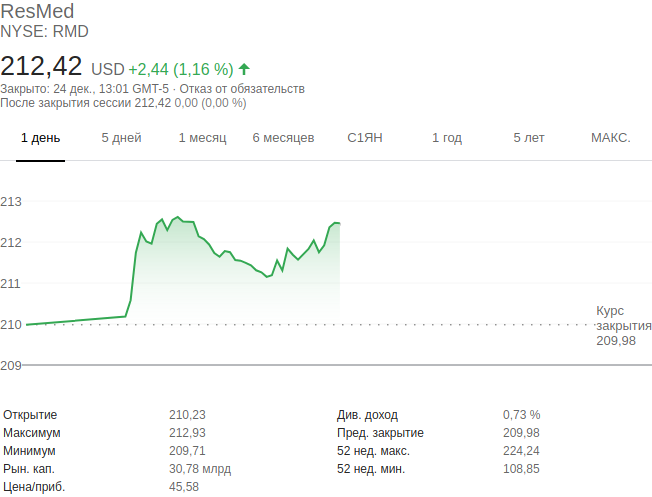 ResMed
NYSE: RMD
212,42 USD +2,44 (1,16 %)
Закрыто: 24 дек., 13:01 GMT-5 · Отказ от обязательств
После закрытия сессии 212,42 0,00 (0,00 %)
1 день 5 дней 1 месяц 6 месяцев С1ЯН 1 год 5 лет МАКС.
213
212
211
210
209
Курс
закрытия
209,98
Открытие 210,23 Див. доход 0,73 %
Максимум 212,93 Пред. закрытие 209,98
Минимум 209,71 52 нед. макс. 224,24
Рын. кап. 30,78 млрд 52 нед. мин. 108,85
Цена/приб. 45,58